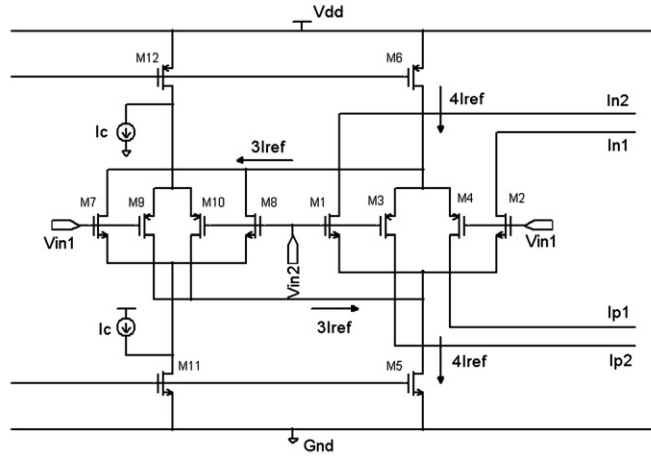 Vdd
M12
M6
4Iref
In2
Ic
In1
3Iref
M7
M9
M10
M8
M1
M3
M4
M2
Vin1
Vin2
Vin1
3Iref
Ip1
Ic
4Iref
Ip2
M11
M5
Gnd